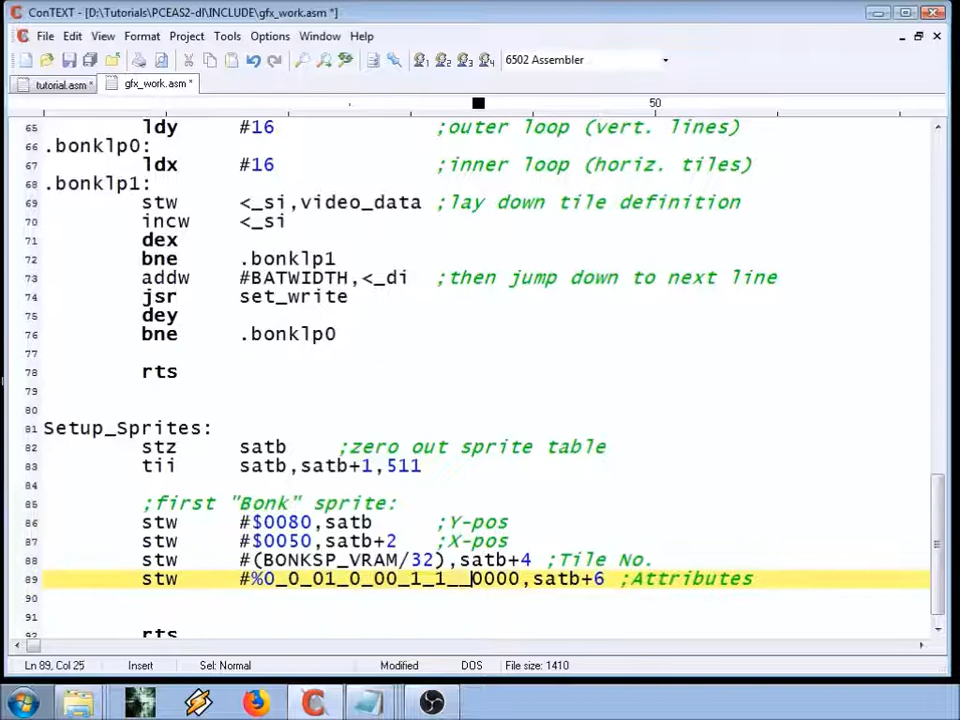 ConTEXT - [D:\Tutorials\PCEAS2-dl\INCLUDE\gfx_work.asm *]
File Edit View Format Project Tools Options Window Help
6502 Assembler
tutorial.asm * gfx_work.asm *
50
65 ldy #16 ;outer loop (vert. lines)
66 .bonklp0:
67 ldx #16 ;inner loop (horiz. tiles)
68 .bonklp1:
69 stw <_si,video_data ;lay down tile definition
70 incw <_si
71 dex
72 bne .bonklp1
73 addw #BATWIDTH,<_di ;then jump down to next line
74 jsr set_write
75 dey
76 bne .bonklp0
77
78 rts
79
80
81 Setup_Sprites:
82 stz satb ;zero out sprite table
83 tii satb,satb+1,511
84
85 ;first "Bonk" sprite:
86 stw #$0080,satb ;Y-pos
87 stw #$0050,satb+2 ;X-pos
88 stw #(BONKSP_VRAM/32),satb+4 ;Tile No.
89 stw #%0_0_01_0_00_1_1__0000,satb+6 ;Attributes
90
91
92 rts
Ln 89, Col 25 Insert Sel: Normal Modified DOS File size: 1410